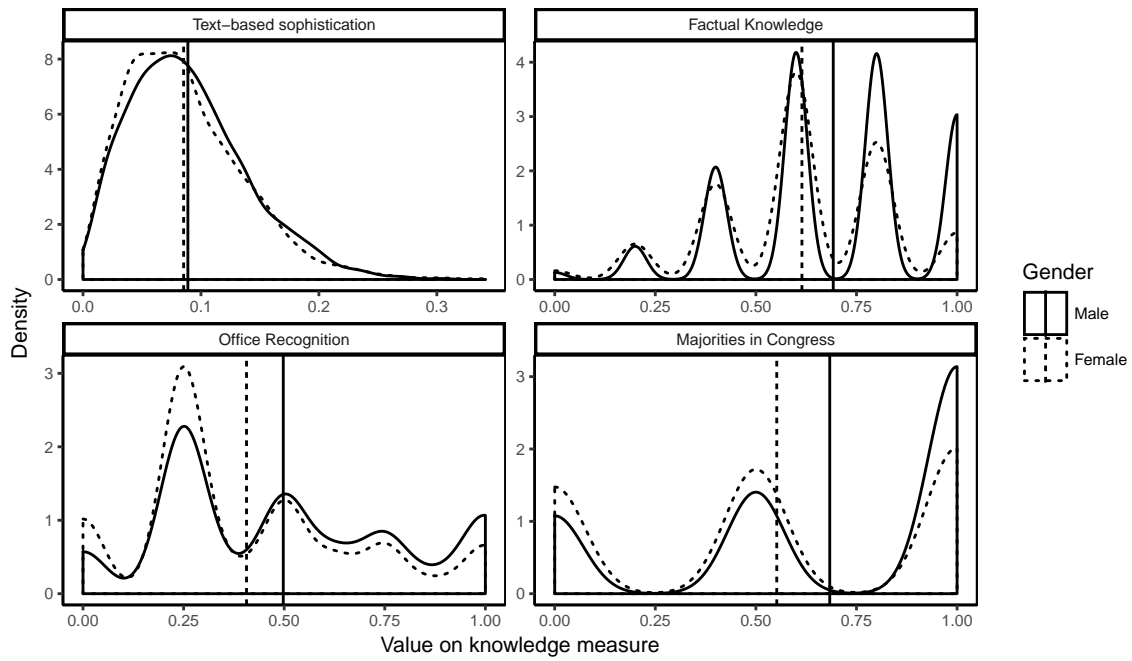 Text−based sophistication
Factual Knowledge
8
6
4
2
0
0.0 0.1 0.2 0.3
4
3
2
1
0
0.00 0.25 0.50 0.75 1.00
Office Recognition
Majorities in Congress
3
2
1
0
0.00 0.25 0.50 0.75 1.00
3
2
1
0
0.00 0.25 0.50 0.75 1.00
Density
Value on knowledge measure
Gender
Male
Female